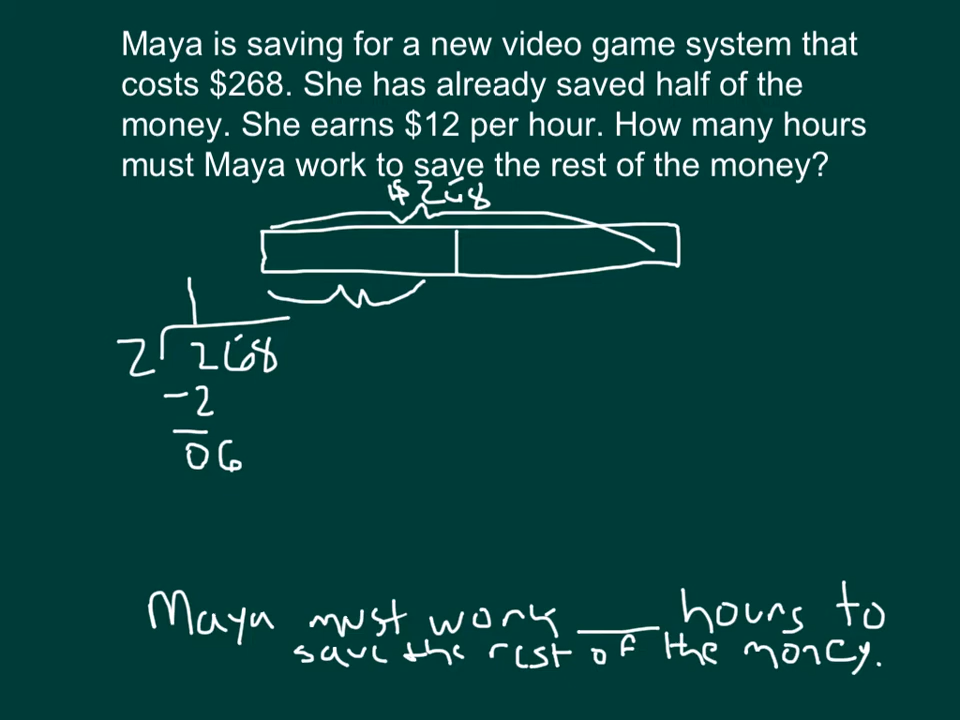 Maya is saving for a new video game system that
costs $268. She has already saved half of the
money. She earns $12 per hour. How many hours
must Maya work to save the rest of the money?
$268
1
2 268
-2
06
Maya must work ___ hours to
save the rest of the money.